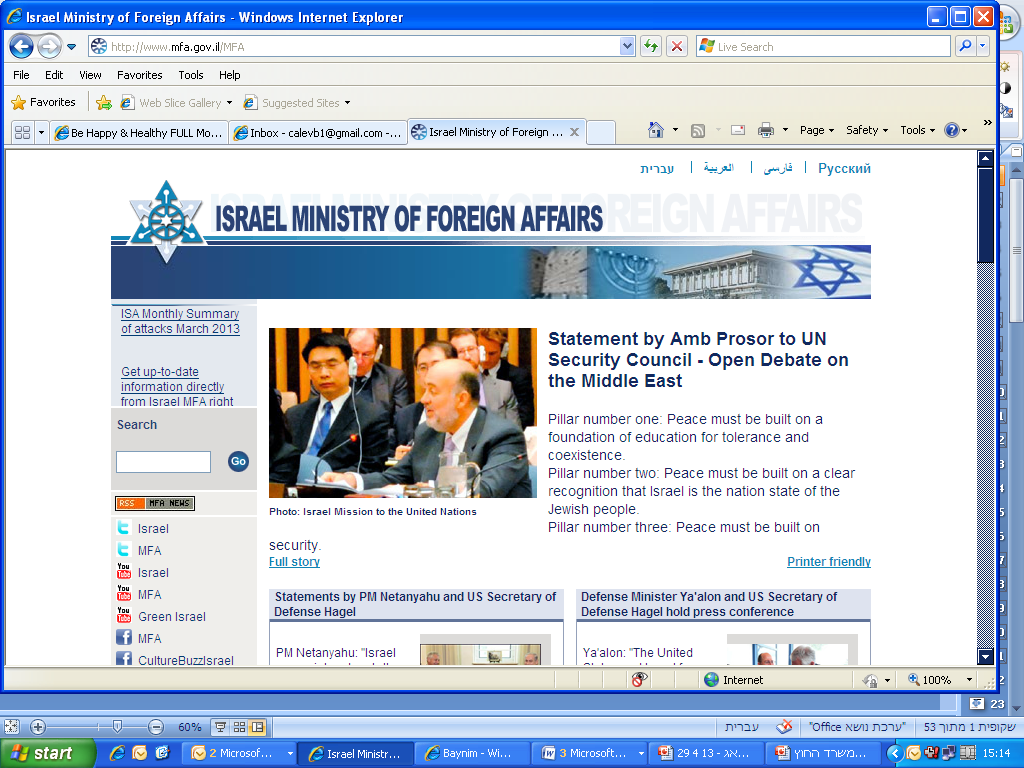 Israel Ministry of Foreign Affairs - Windows Internet Explorer
http://www.mfa.gov.il/MFA
Live Search
File Edit View Favorites Tools Help
Favorites Web Slice Gallery Suggested Sites
Be Happy & Healthy FULL Mo... Inbox - calevb1@gmail.com -... Israel Ministry of Foreign ... Page Safety Tools
עברית | العربية | فارسی | Русский
ISRAEL MINISTRY OF FOREIGN AFFAIRS
ISA Monthly Summary
of attacks March 2013
Get up-to-date
information directly
from Israel MFA right
Search
Go
RSS MFA NEWS
Israel
MFA
Israel
MFA
Green Israel
MFA
CultureBuzzIsrael
Statement by Amb Prosor to UN
Security Council - Open Debate on
the Middle East
Pillar number one: Peace must be built on a
foundation of education for tolerance and
coexistence.
Pillar number two: Peace must be built on a clear
recognition that Israel is the nation state of the
Jewish people.
Pillar number three: Peace must be built on
security.
Photo: Israel Mission to the United Nations
Full story
Printer friendly
Statements by PM Netanyahu and US Secretary of
Defense Hagel
PM Netanyahu: "Israel
Defense Minister Ya'alon and US Secretary of
Defense Hagel hold press conference
Ya'alon: "The United
Internet 100%
23
60% עברית "ערכת נושא Office" שקופית 1 מתוך 53
start 2 Microsof... Israel Ministr... Baynim - Wi... 3 Microsoft... 29 4 13 - ...אג משרד החוץ... 15:14